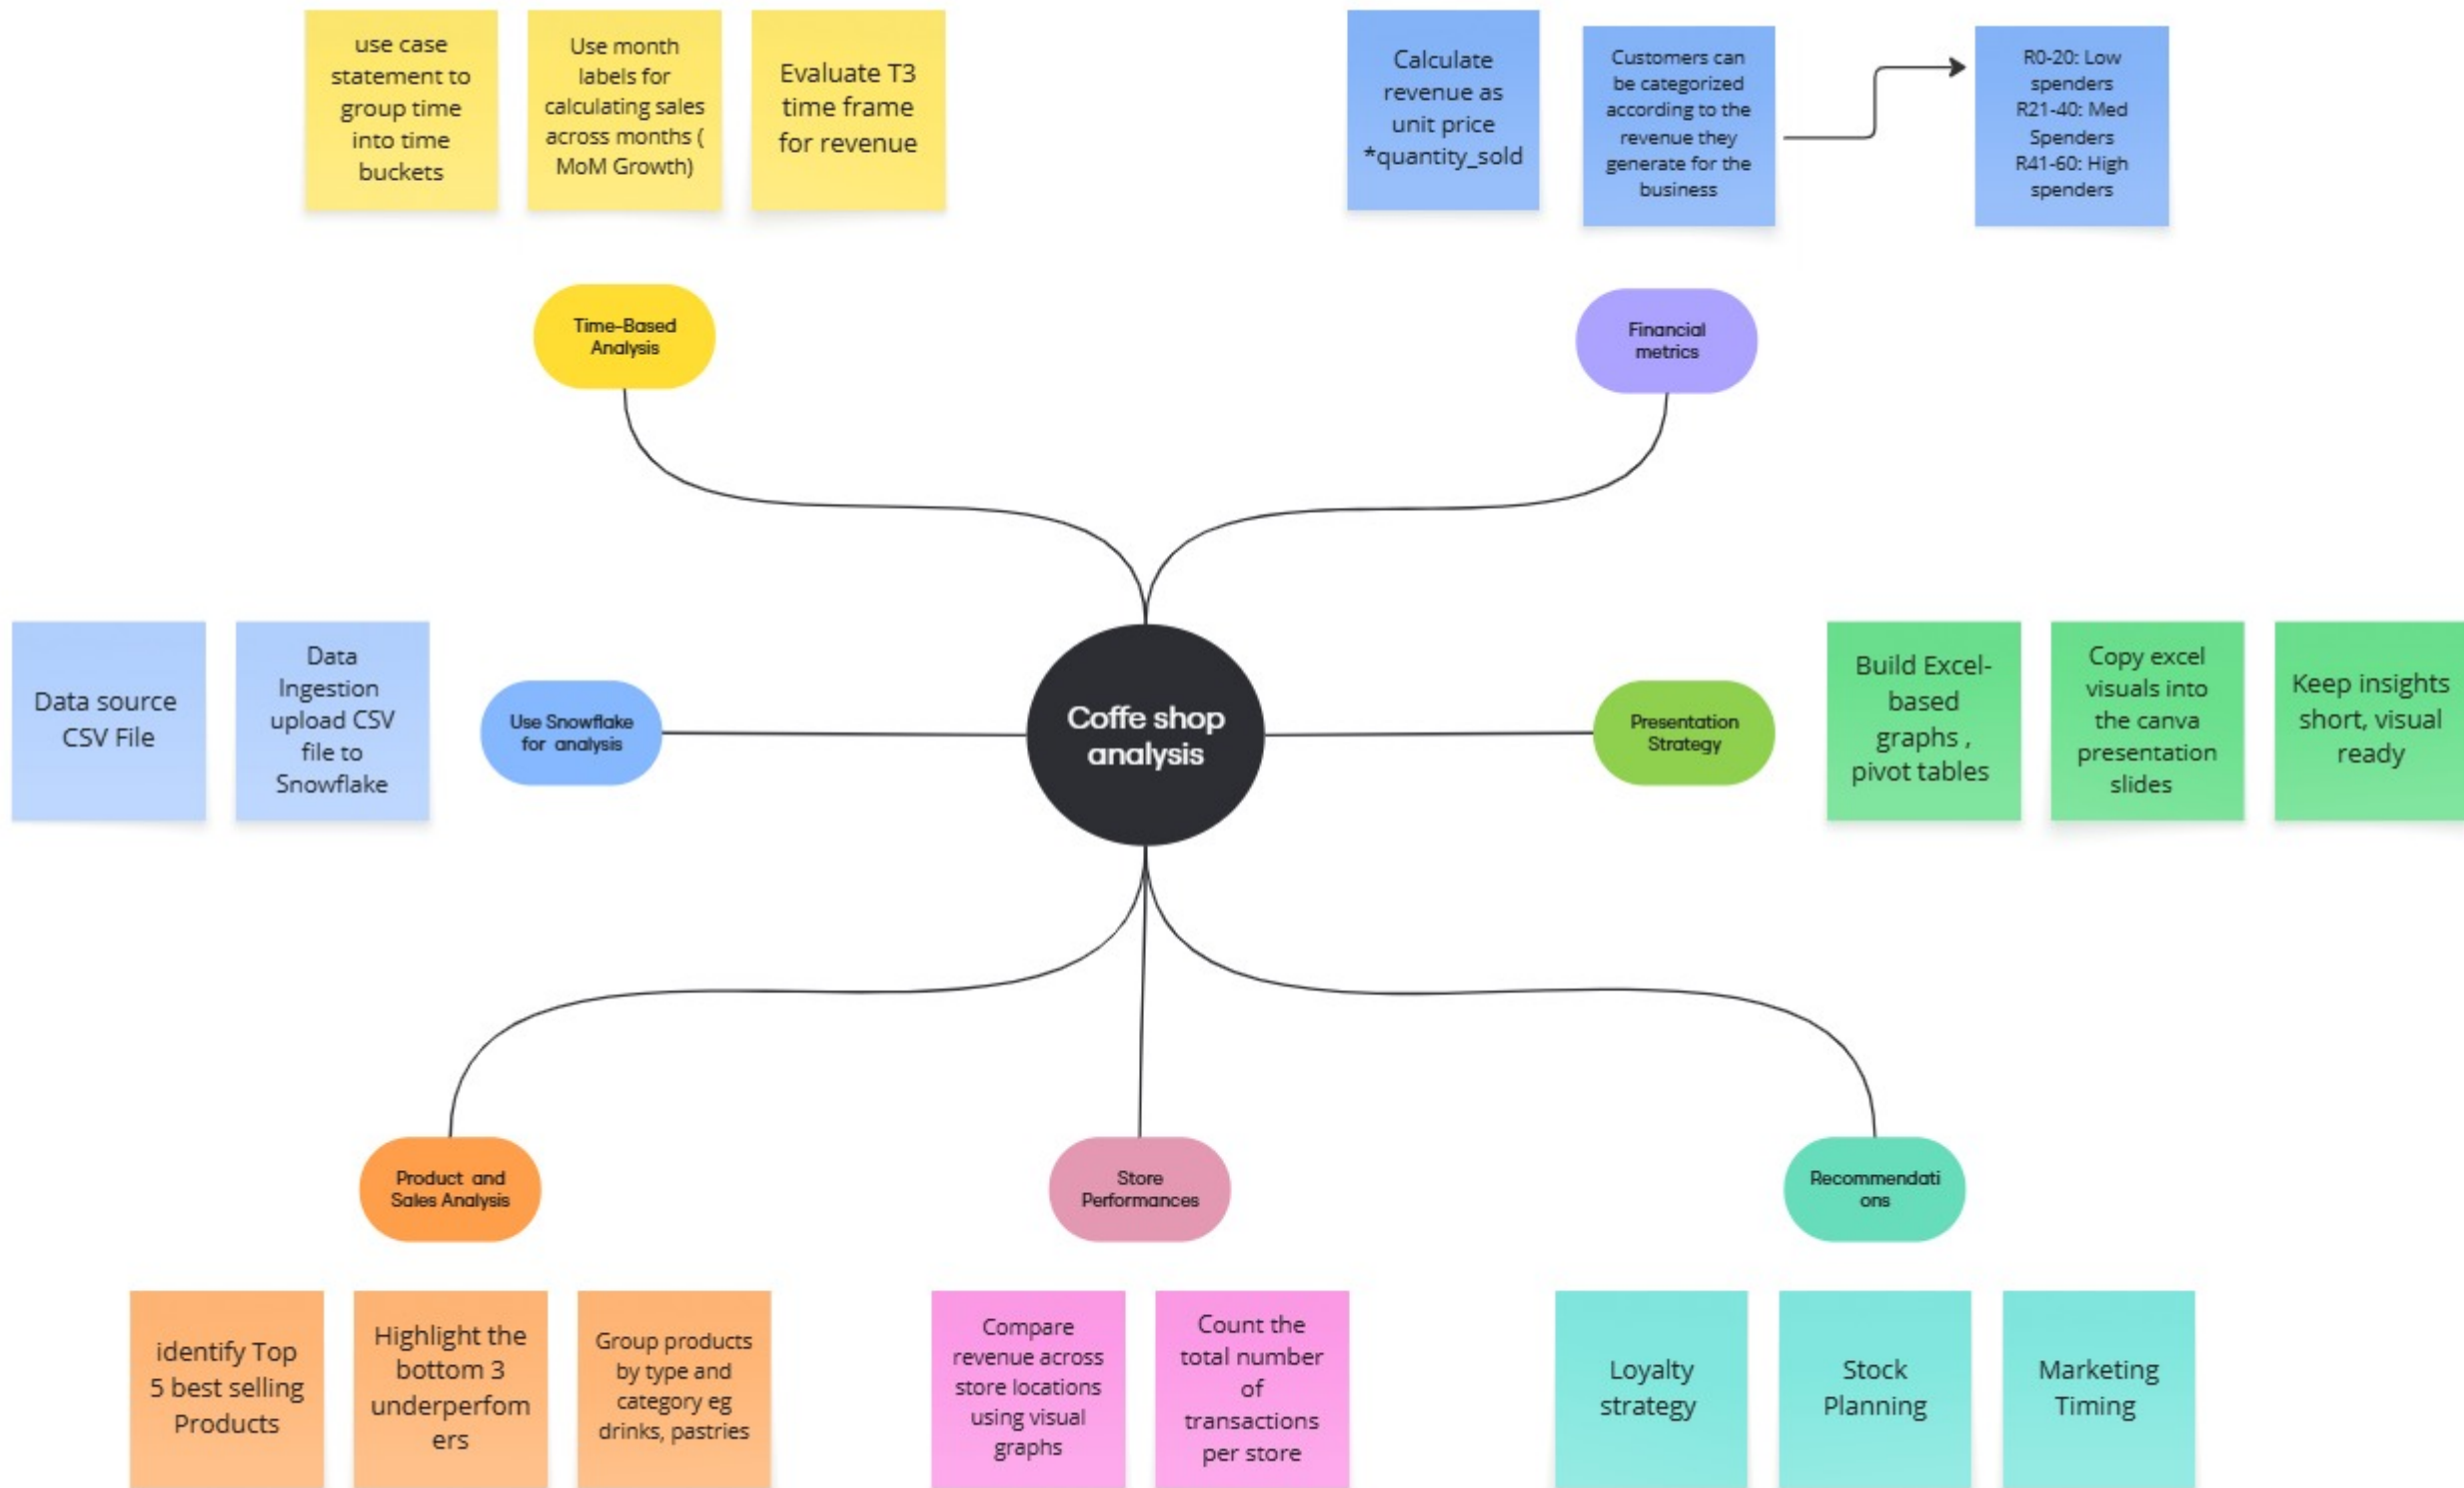 use case
statement to
group time
into time
buckets
Use month
labels for
calculating sales
across months (
MoM Growth)
Evaluate T3
time frame
for revenue
Calculate
revenue as
unit price
*quantity_sold
Customers can
be categorized
according to the
revenue they
generate for the
business
R0-20: Low
spenders
R21-40: Med
Spenders
R41-60: High
spenders
Time-Based
Analysis
Financial
metrics
Data source
CSV File
Data
Ingestion
upload CSV
file to
Snowflake
Use Snowflake
for analysis
Coffe shop
analysis
Presentation
Strategy
Build Excel-
based
graphs ,
pivot tables
Copy excel
visuals into
the canva
presentation
slides
Keep insights
short, visual
ready
Product and
Sales Analysis
Store
Performances
Recommendati
ons
identify Top
5 best selling
Products
Highlight the
bottom 3
underperfom
ers
Group products
by type and
category eg
drinks, pastries
Compare
revenue across
store locations
using visual
graphs
Count the
total number
of
transactions
per store
Loyalty
strategy
Stock
Planning
Marketing
Timing